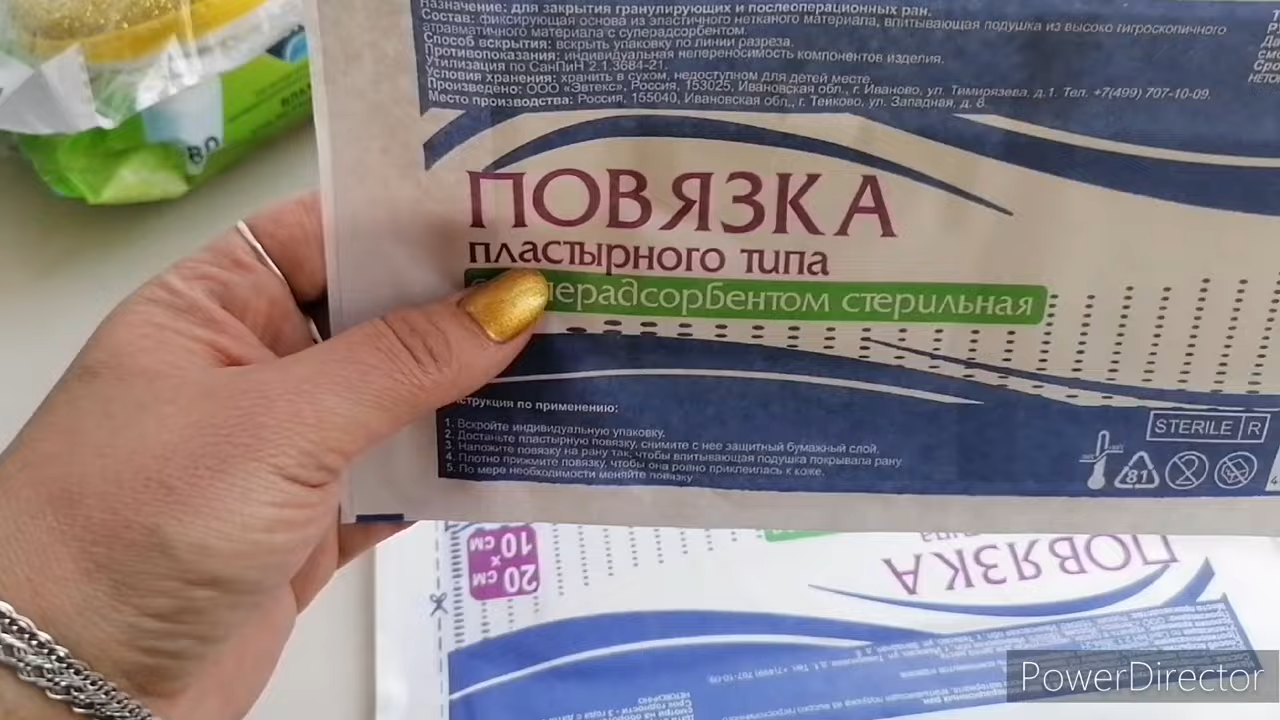 Назначение: для закрытия гранулирующих и послеоперационных ран.
Состав: фиксирующая основа из эластичного нетканого материала, впитывающая подушка из высоко гигроскопичного
атравматичного материала с суперадсорбентом.
Способ вскрытия: вскрыть упаковку по линии разреза.
Противопоказания: индивидуальная непереносимость компонентов изделия.
Утилизация по СанПиН 2.1.3684-21.
Условия хранения: хранить в сухом, недоступном для детей месте.
Произведено: ООО «Эвтекс», Россия, 153025, Ивановская обл., г. Иваново, ул. Тимирязева, д.1. Тел. +7(499) 707-10-09.
Место производства: Россия, 155040, Ивановская обл., г. Тейково, ул. Западная, д. 8.
ПОВЯЗКА
пластырного типа
перадсорбентом стерильная
струкция по применению:
1. Вскройте индивидуальную упаковку.
2. Достаньте пластырную повязку, снимите с нее защитный бумажный слой.
3. Наложите повязку на рану так, чтобы впитывающая подушка покрывала рану
4. Плотно прижмите повязку, чтобы она ровно приклеилась к коже.
5. По мере необходимости меняйте повязку
STERILE R
81
80
20 см
x
10 см
ПОВЯЗКА
PowerDirector